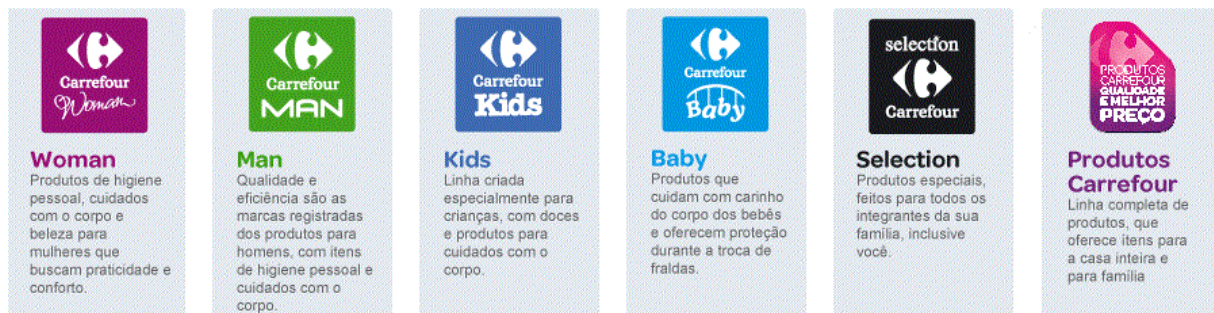 Carrefour
Woman
Woman
Produtos de higiene
pessoal, cuidados
com o corpo e
beleza para
mulheres que
buscam praticidade e
conforto.
Carrefour
MAN
Man
Qualidade e
eficiência são as
marcas registradas
dos produtos para
homens, com itens
de higiene pessoal e
cuidados com o
corpo.
Carrefour
Kids
Kids
Linha criada
especialmente para
crianças, com doces
e produtos para
cuidados com o
corpo.
Carrefour
Baby
Baby
Produtos que
cuidam com carinho
do corpo dos bebês
e oferecem proteção
durante a troca de
fraldas.
selection
Carrefour
Selection
Produtos especiais,
feitos para todos os
integrantes da sua
família, inclusive
você.
PRODUTOS
CARREFOUR
QUALIDADE
E MELHOR
PREÇO
Produtos
Carrefour
Linha completa de
produtos, que
oferece itens para
a casa inteira e
para família